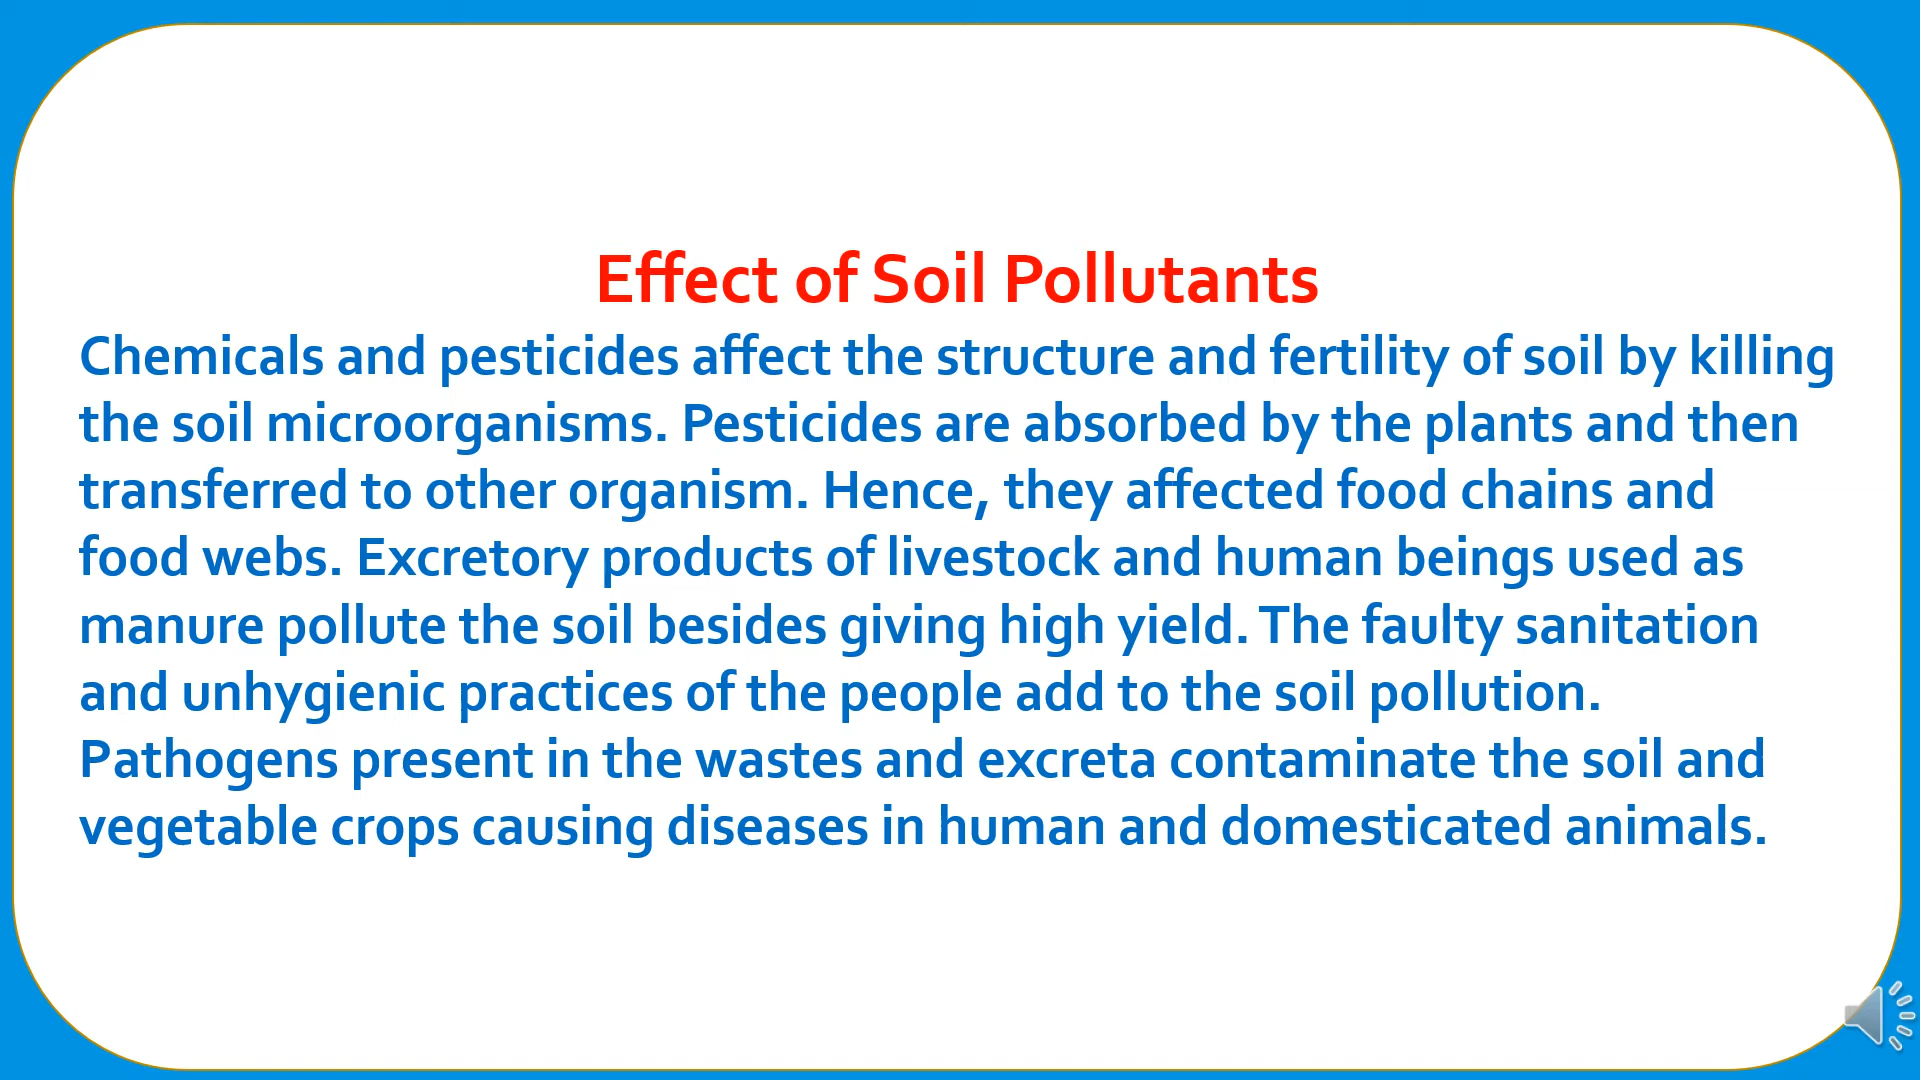 Effect of Soil Pollutants
Chemicals and pesticides affect the structure and fertility of soil by killing
the soil microorganisms. Pesticides are absorbed by the plants and then
transferred to other organism. Hence, they affected food chains and
food webs. Excretory products of livestock and human beings used as
manure pollute the soil besides giving high yield. The faulty sanitation
and unhygienic practices of the people add to the soil pollution.
Pathogens present in the wastes and excreta contaminate the soil and
vegetable crops causing diseases in human and domesticated animals.